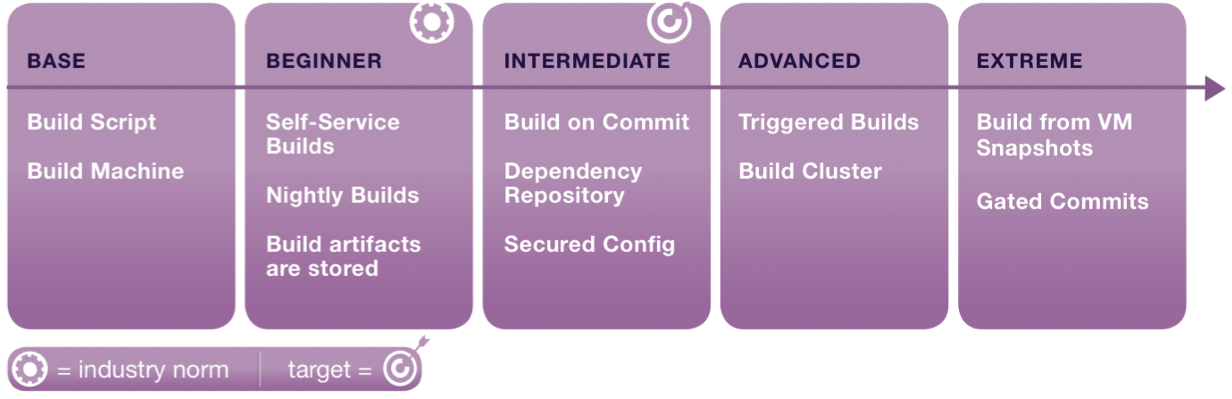 BASE
Build Script
Build Machine
BEGINNER
Self-Service
Builds
Nightly Builds
Build artifacts
are stored
INTERMEDIATE
Build on Commit
Dependency
Repository
Secured Config
ADVANCED
Triggered Builds
Build Cluster
EXTREME
Build from VM
Snapshots
Gated Commits
= industry norm
target =